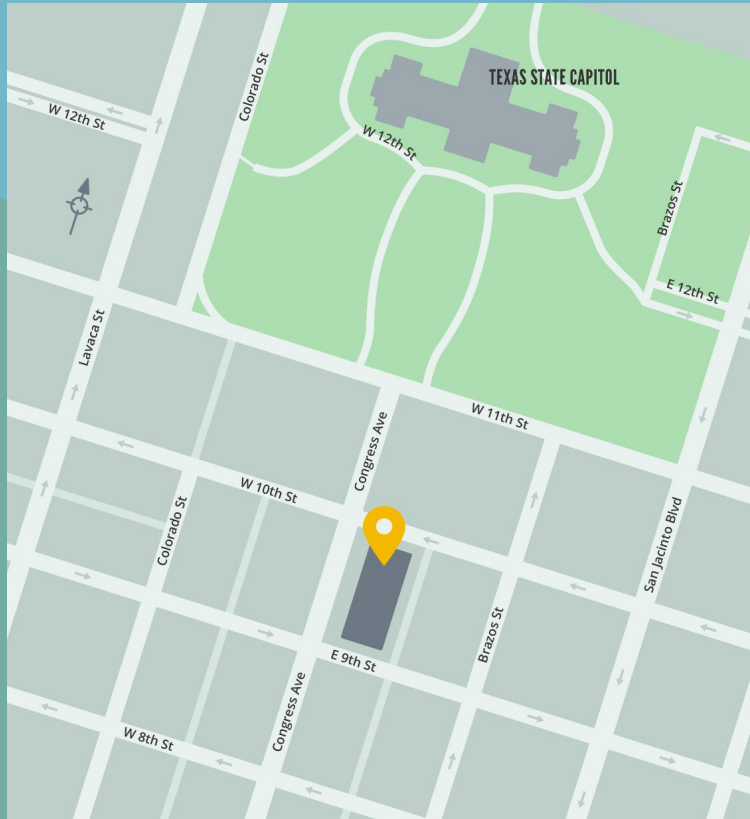 Colorado St
TEXAS STATE CAPITOL
W 12th St
W 12th St
Brazos St
E 12th St
Lavaca St
W 11th St
Congress Ave
W 10th St
Colorado St
San Jacinto Blvd
Brazos St
E 9th St
Congress Ave
W 8th St